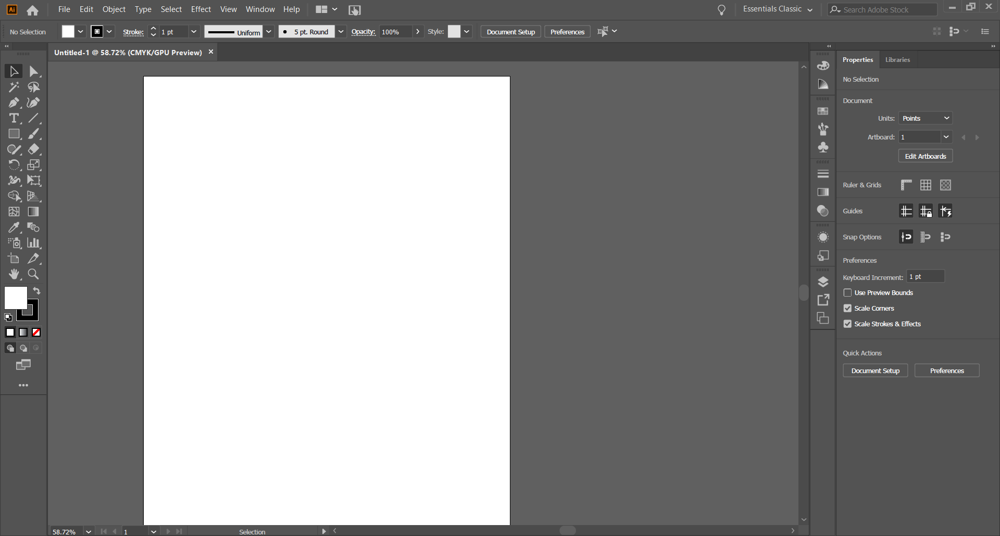 Ai File Edit Object Type Select Effect View Window Help Essentials Classic Search Adobe Stock
No Selection Stroke: 1 pt Uniform 5 pt. Round Opacity: 100% Style: Document Setup Preferences
Untitled-1 @ 58.72% (CMYK/GPU Preview)
Properties Libraries
No Selection
Document
Units: Points
Artboard: 1
Edit Artboards
Ruler & Grids
Guides
Snap Options
Preferences
Keyboard Increment: 1 pt
Use Preview Bounds
Scale Corners
Scale Strokes & Effects
Quick Actions
Document Setup Preferences
58.72% 1 Selection